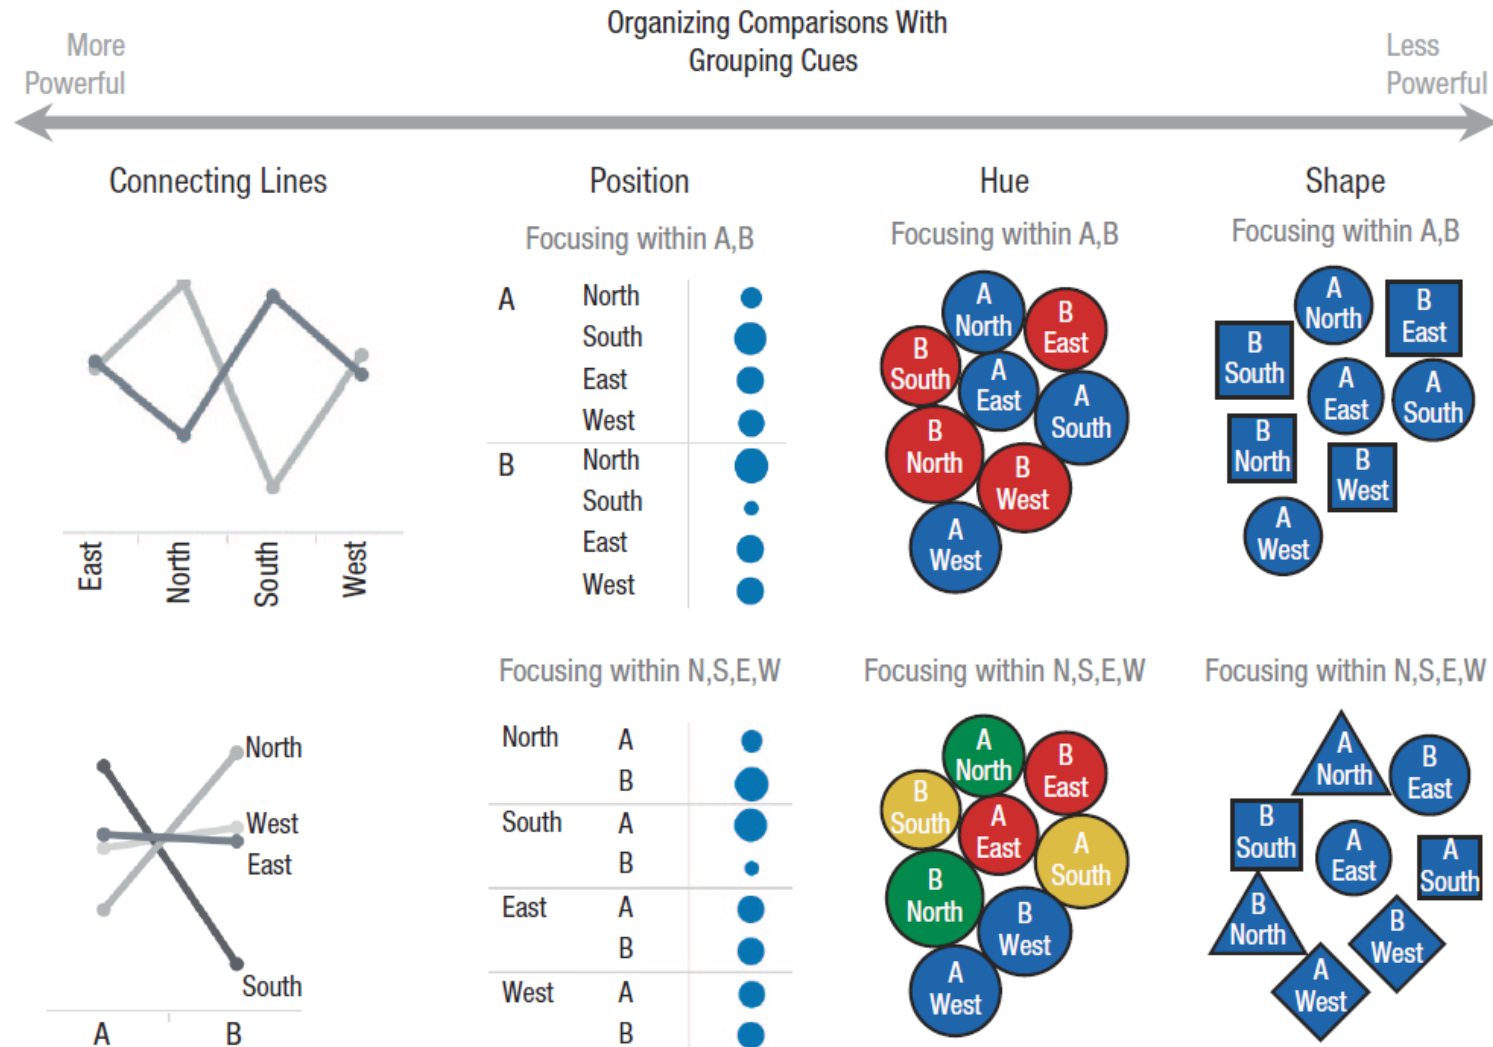 Organizing Comparisons With
Grouping Cues
More
Powerful
Less
Powerful
Connecting Lines
East
North
South
West
North
West
East
South
A
B
Position
Focusing within A,B
A
North
South
East
West
B
North
South
East
West
Focusing within N,S,E,W
North
A
B
South
A
B
East
A
B
West
A
B
Hue
Focusing within A,B
A
North
B
East
B
South
A
East
A
South
B
North
B
West
A
West
Focusing within N,S,E,W
A
North
B
East
B
South
A
East
A
South
B
North
B
West
A
West
Shape
Focusing within A,B
A
North
B
East
B
South
A
East
A
South
B
North
B
West
A
West
Focusing within N,S,E,W
A
North
B
East
B
South
A
East
A
South
B
North
B
West
A
West